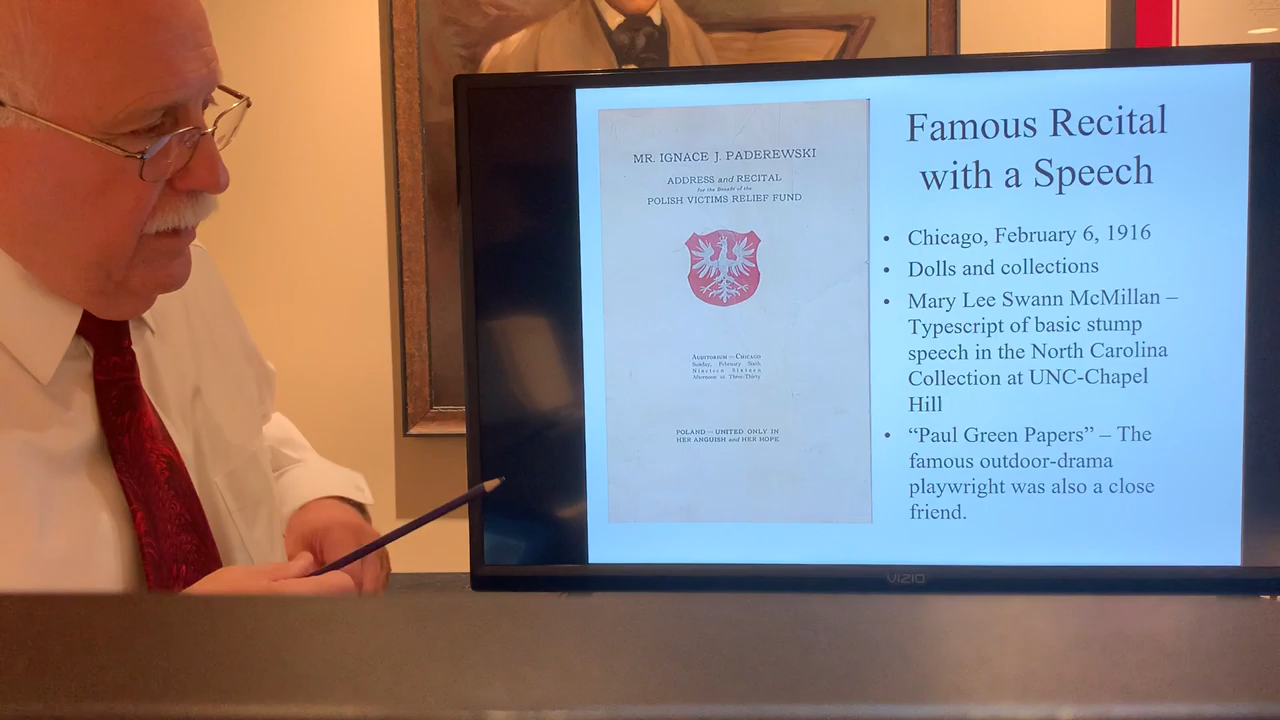 MR. IGNACE J. PADEREWSKI
ADDRESS and RECITAL
for the Benefit of the
POLISH VICTIMS RELIEF FUND
AUDITORIUM — CHICAGO
Sunday, February Sixth
Nineteen Sixteen
Afternoon at Three-Thirty
POLAND — UNITED ONLY IN
HER ANGUISH and HER HOPE
Famous Recital
with a Speech
• Chicago, February 6, 1916
• Dolls and collections
• Mary Lee Swann McMillan –
Typescript of basic stump
speech in the North Carolina
Collection at UNC-Chapel
Hill
• “Paul Green Papers” – The
famous outdoor-drama
playwright was also a close
friend.
VIZIO